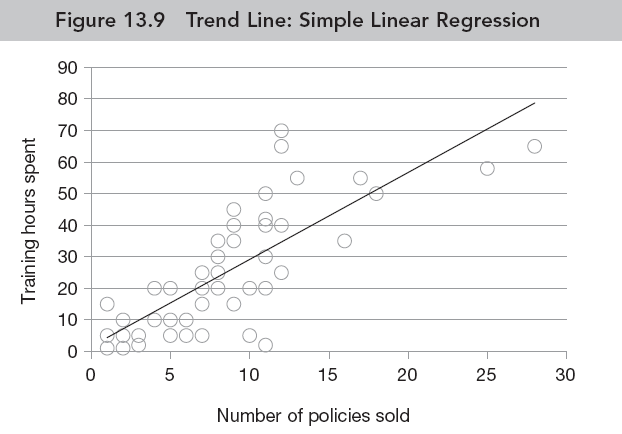 Figure 13.9 Trend Line: Simple Linear Regression
90
80
70
60
50
40
30
20
10
0
Training hours spent
0 5 10 15 20 25 30
Number of policies sold